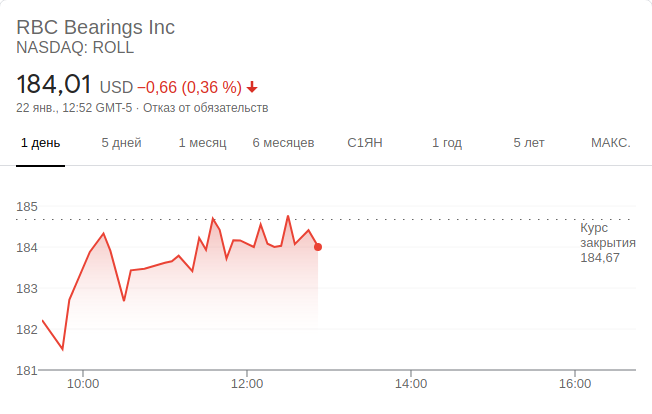 RBC Bearings Inc
NASDAQ: ROLL
184,01 USD −0,66 (0,36 %)
22 янв., 12:52 GMT-5 · Отказ от обязательств
1 день 5 дней 1 месяц 6 месяцев С1ЯН 1 год 5 лет МАКС.
185
Курс
закрытия
184,67
184
183
182
181
10:00 12:00 14:00 16:00